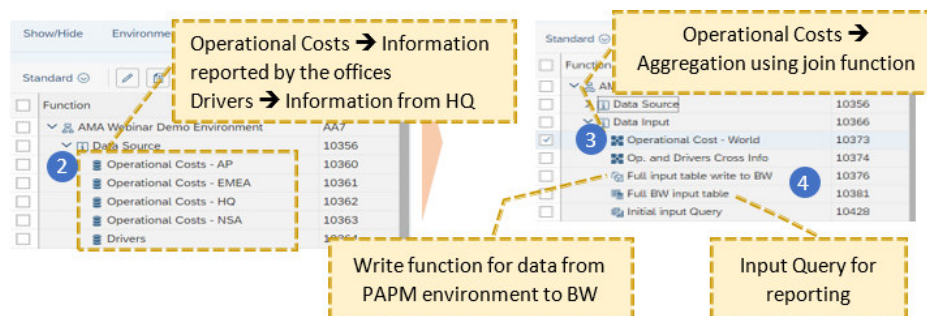 Show/Hide
Operational Costs ➔ Information
reported by the offices
Drivers ➔ Information from HQ
Standard
Function
AMA Webinar Demo Environment AA7
Data Source 10356
2
Operational Costs - AP 10360
Operational Costs - EMEA 10361
Operational Costs - HQ 10362
Operational Costs - NSA 10363
Drivers
Operational Costs ➔
Aggregation using join function
Standard
Data Source 10356
Data Input 10366
3
Operational Cost - World 10373
Op. and Drivers Cross Info 10374
Full input table write to BW 10376
4
Full BW input table 10381
Initial input Query 10428
Write function for data from
PAPM environment to BW
Input Query for
reporting